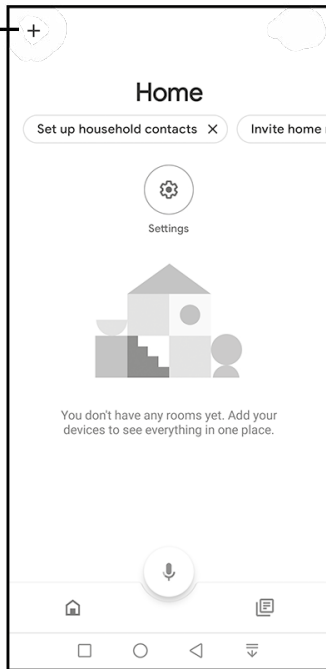 Home
Set up household contacts
Invite home
Settings
You don't have any rooms yet. Add your
devices to see everything in one place.